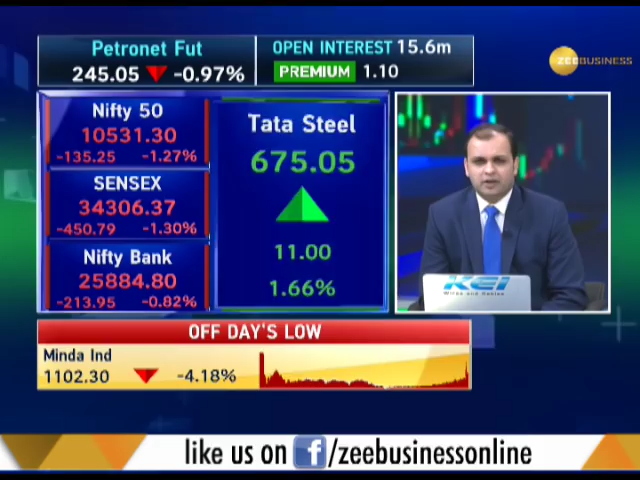 Petronet Fut
245.05 -0.97%
OPEN INTEREST 15.6m
PREMIUM 1.10
ZEEBUSINESS
Nifty 50
10531.30
-135.25 -1.27%
SENSEX
34306.37
-450.79 -1.30%
Nifty Bank
25884.80
-213.95 -0.82%
Tata Steel
675.05
11.00
1.66%
KEI
Wires and Cables
OFF DAY'S LOW
Minda Ind
1102.30 -4.18%
like us on f/zeebusinessonline